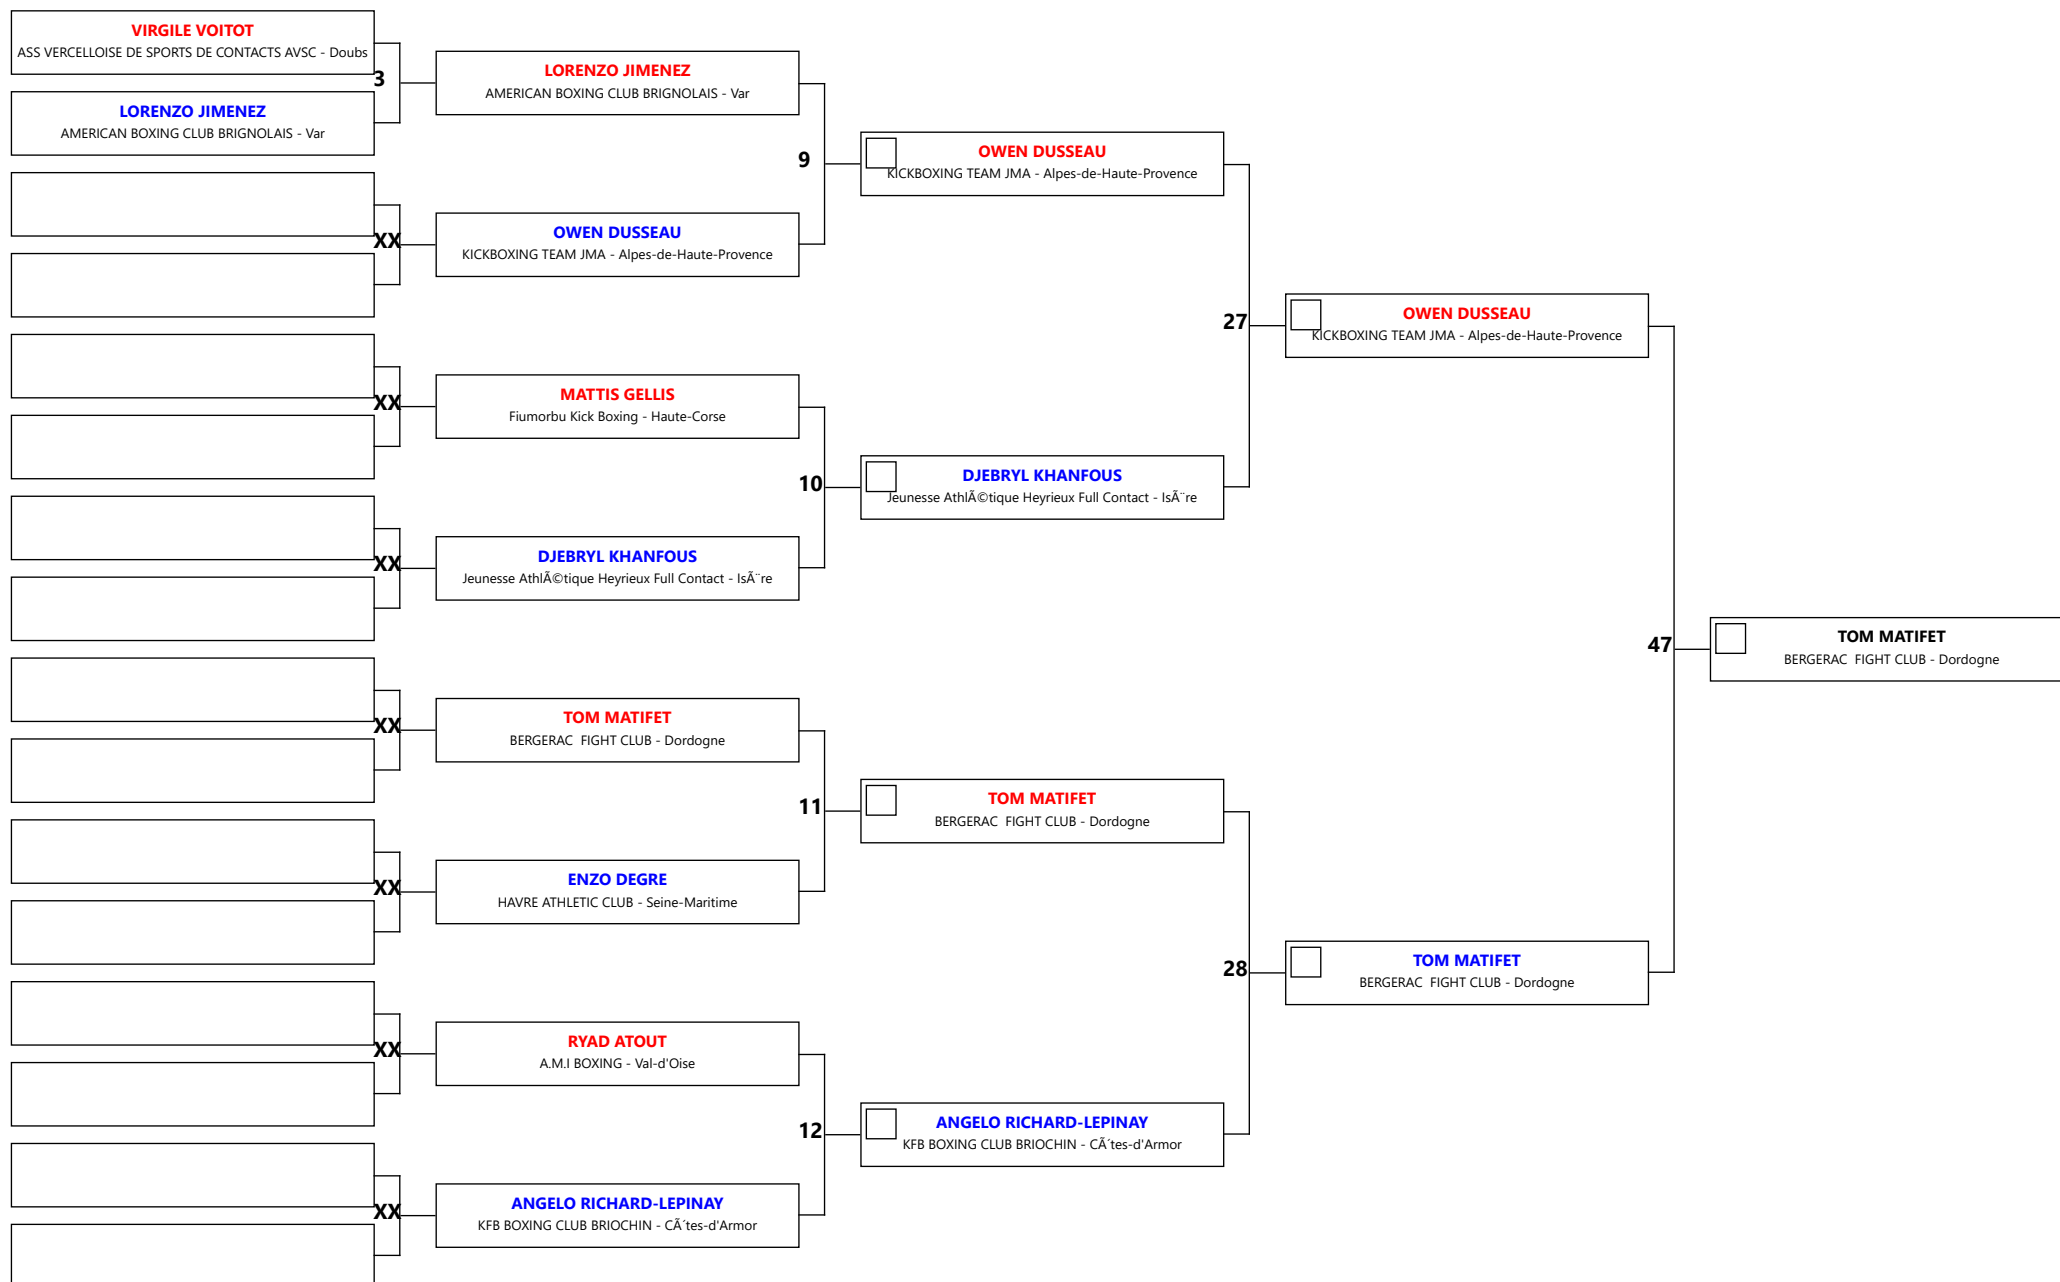 VIRGILE VOITOT
ASS VERCELLOISE DE SPORTS DE CONTACTS AVSC - Doubs
3
LORENZO JIMENEZ
AMERICAN BOXING CLUB BRIGNOLAIS - Var
XX
XX
XX
XX
XX
XX
XX
LORENZO JIMENEZ
AMERICAN BOXING CLUB BRIGNOLAIS - Var
9
OWEN DUSSEAU
KICKBOXING TEAM JMA - Alpes-de-Haute-Provence
MATTIS GELLIS
Fiumorbu Kick Boxing - Haute-Corse
10
DJEBRYL KHANFOUS
Jeunesse AthlÃ©tique Heyrieux Full Contact - IsÃ¨re
TOM MATIFET
BERGERAC  FIGHT CLUB - Dordogne
11
ENZO DEGRE
HAVRE ATHLETIC CLUB - Seine-Maritime
RYAD ATOUT
A.M.I BOXING - Val-d'Oise
12
ANGELO RICHARD-LEPINAY
KFB BOXING CLUB BRIOCHIN - CÃ´tes-d'Armor
OWEN DUSSEAU
KICKBOXING TEAM JMA - Alpes-de-Haute-Provence
27
DJEBRYL KHANFOUS
Jeunesse AthlÃ©tique Heyrieux Full Contact - IsÃ¨re
TOM MATIFET
BERGERAC  FIGHT CLUB - Dordogne
28
ANGELO RICHARD-LEPINAY
KFB BOXING CLUB BRIOCHIN - CÃ´tes-d'Armor
OWEN DUSSEAU
KICKBOXING TEAM JMA - Alpes-de-Haute-Provence
47
TOM MATIFET
BERGERAC  FIGHT CLUB - Dordogne
TOM MATIFET
BERGERAC  FIGHT CLUB - Dordogne